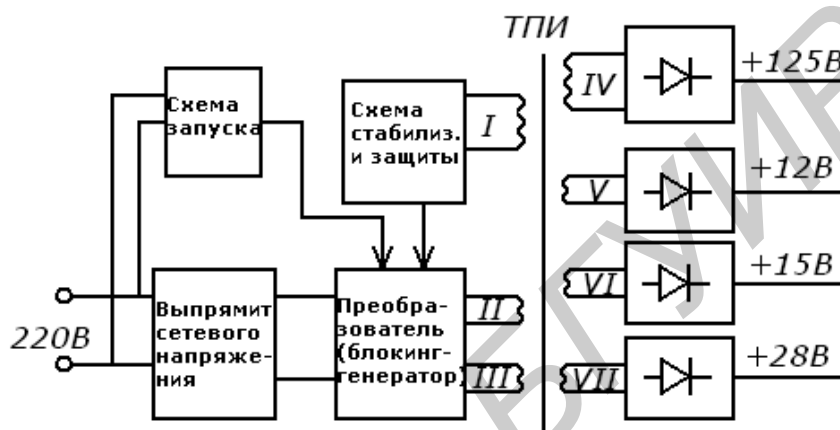 ТПИ
Схема
запуска
Схема
стабилиз.
и защиты
I
IV
+125В
V
+12В
VI
+15В
VII
+28В
220В
Выпрямит
сетевого
напряже-
ния
Преобра-
зователь
(блокинг-
генератор)
II
III
БГУИР